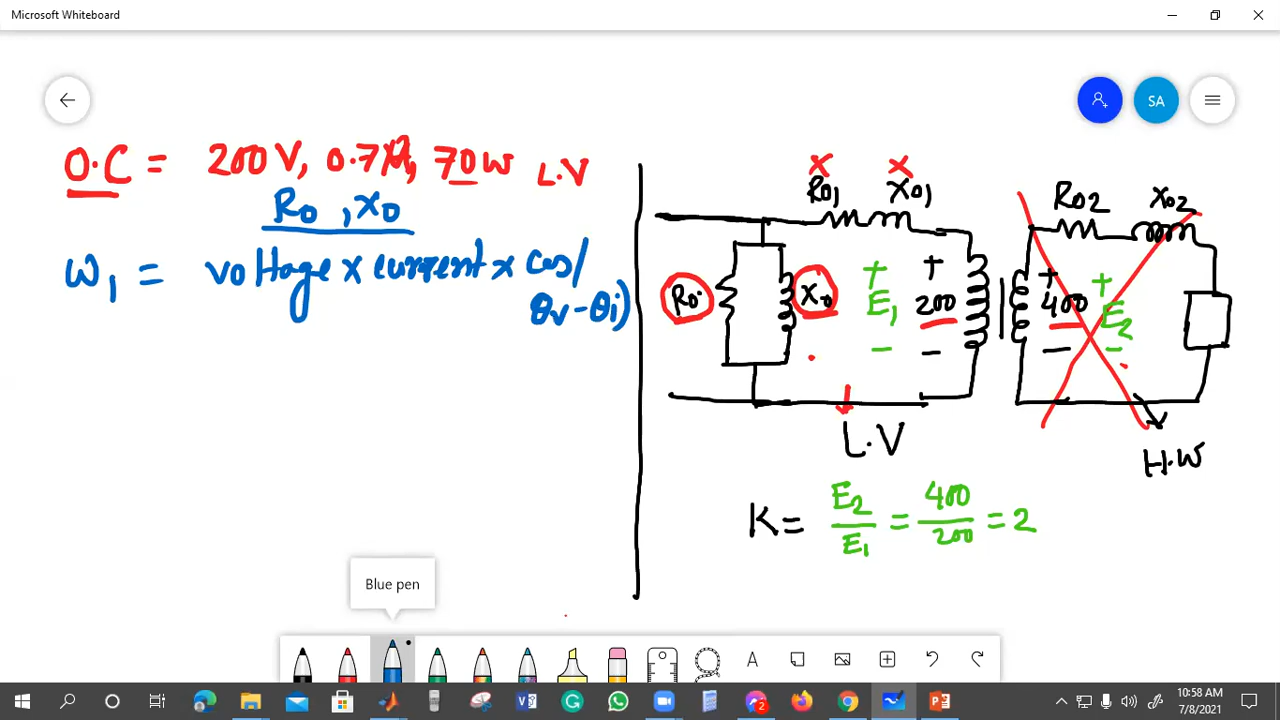 Microsoft Whiteboard
SA
O.C = 200V, 0.7A, 70W L.V
R0, X0
W1 = voltage x current x Cos(
θv-θi)
X X
R01 X01
R0 X0
+ E1 -
+ 200 -
L.V
R02 X02
+ 400 -
+ E2 -
H.W
K = E2/E1 = 400/200 = 2
Blue pen
A
2
10:58 AM
7/8/2021